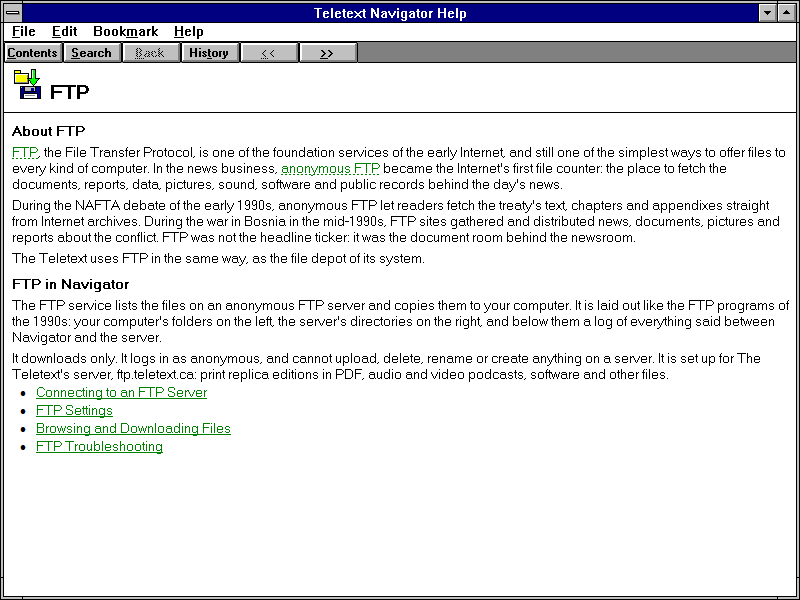 Teletext Navigator Help
File Edit Bookmark Help
Contents Search Back History << >>
FTP
About FTP
FTP, the File Transfer Protocol, is one of the foundation services of the early Internet, and still one of the simplest ways to offer files to
every kind of computer. In the news business, anonymous FTP became the Internet's first file counter: the place to fetch the
documents, reports, data, pictures, sound, software and public records behind the day's news.
During the NAFTA debate of the early 1990s, anonymous FTP let readers fetch the treaty's text, chapters and appendixes straight
from Internet archives. During the war in Bosnia in the mid-1990s, FTP sites gathered and distributed news, documents, pictures and
reports about the conflict. FTP was not the headline ticker: it was the document room behind the newsroom.
The Teletext uses FTP in the same way, as the file depot of its system.
FTP in Navigator
The FTP service lists the files on an anonymous FTP server and copies them to your computer. It is laid out like the FTP programs of
the 1990s: your computer's folders on the left, the server's directories on the right, and below them a log of everything said between
Navigator and the server.
It downloads only. It logs in as anonymous, and cannot upload, delete, rename or create anything on a server. It is set up for The
Teletext's server, ftp.teletext.ca: print replica editions in PDF, audio and video podcasts, software and other files.
• Connecting to an FTP Server
• FTP Settings
• Browsing and Downloading Files
• FTP Troubleshooting